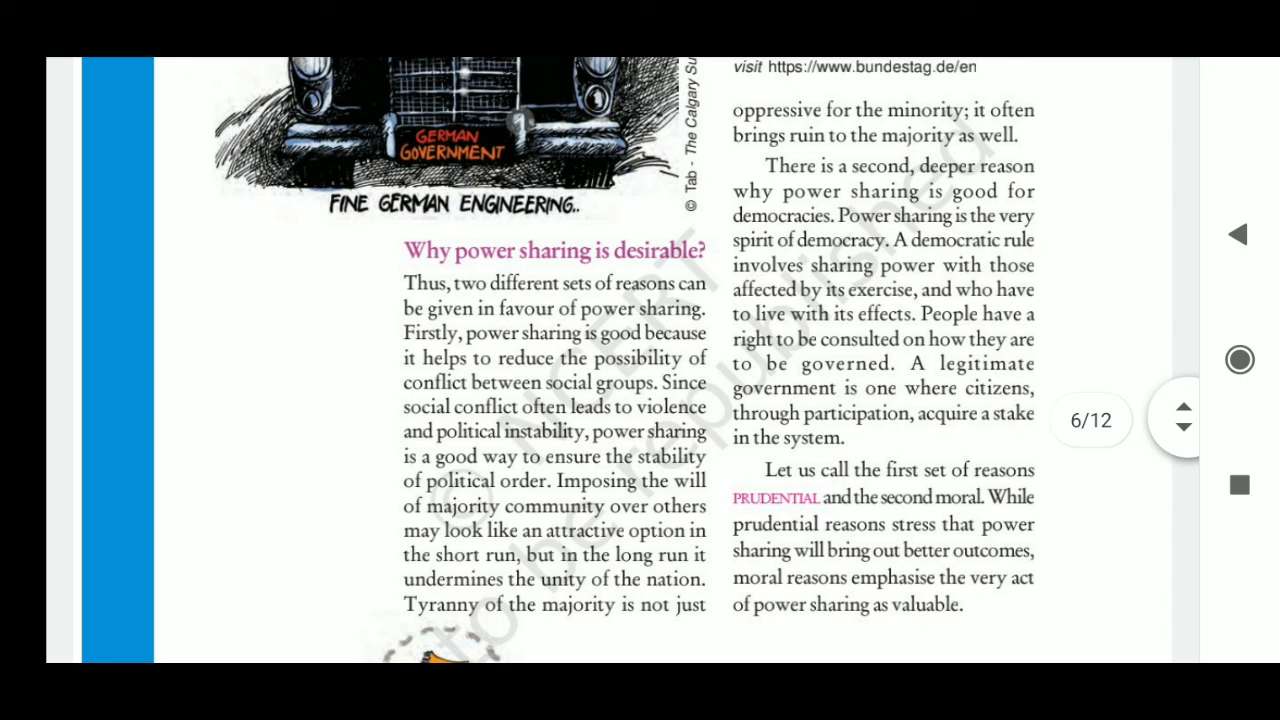 visit https://www.bundestag.de/en
© Tab - The Calgary Su
GERMAN
GOVERNMENT
FINE GERMAN ENGINEERING..
Why power sharing is desirable?
Thus, two different sets of reasons can
be given in favour of power sharing.
Firstly, power sharing is good because
it helps to reduce the possibility of
conflict between social groups. Since
social conflict often leads to violence
and political instability, power sharing
is a good way to ensure the stability
of political order. Imposing the will
of majority community over others
may look like an attractive option in
the short run, but in the long run it
undermines the unity of the nation.
Tyranny of the majority is not just
oppressive for the minority; it often
brings ruin to the majority as well.
There is a second, deeper reason
why power sharing is good for
democracies. Power sharing is the very
spirit of democracy. A democratic rule
involves sharing power with those
affected by its exercise, and who have
to live with its effects. People have a
right to be consulted on how they are
to be governed. A legitimate
government is one where citizens,
through participation, acquire a stake
in the system.
Let us call the first set of reasons
PRUDENTIAL and the second moral. While
prudential reasons stress that power
sharing will bring out better outcomes,
moral reasons emphasise the very act
of power sharing as valuable.
6/12
© NCERT
to be republished